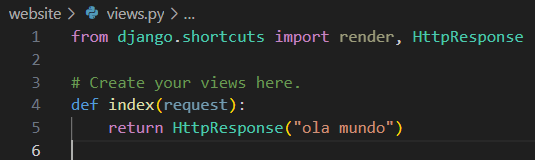 website > views.py > ...
1 from django.shortcuts import render, HttpResponse
2
3 # Create your views here.
4 def index(request):
5     return HttpResponse("ola mundo")
6